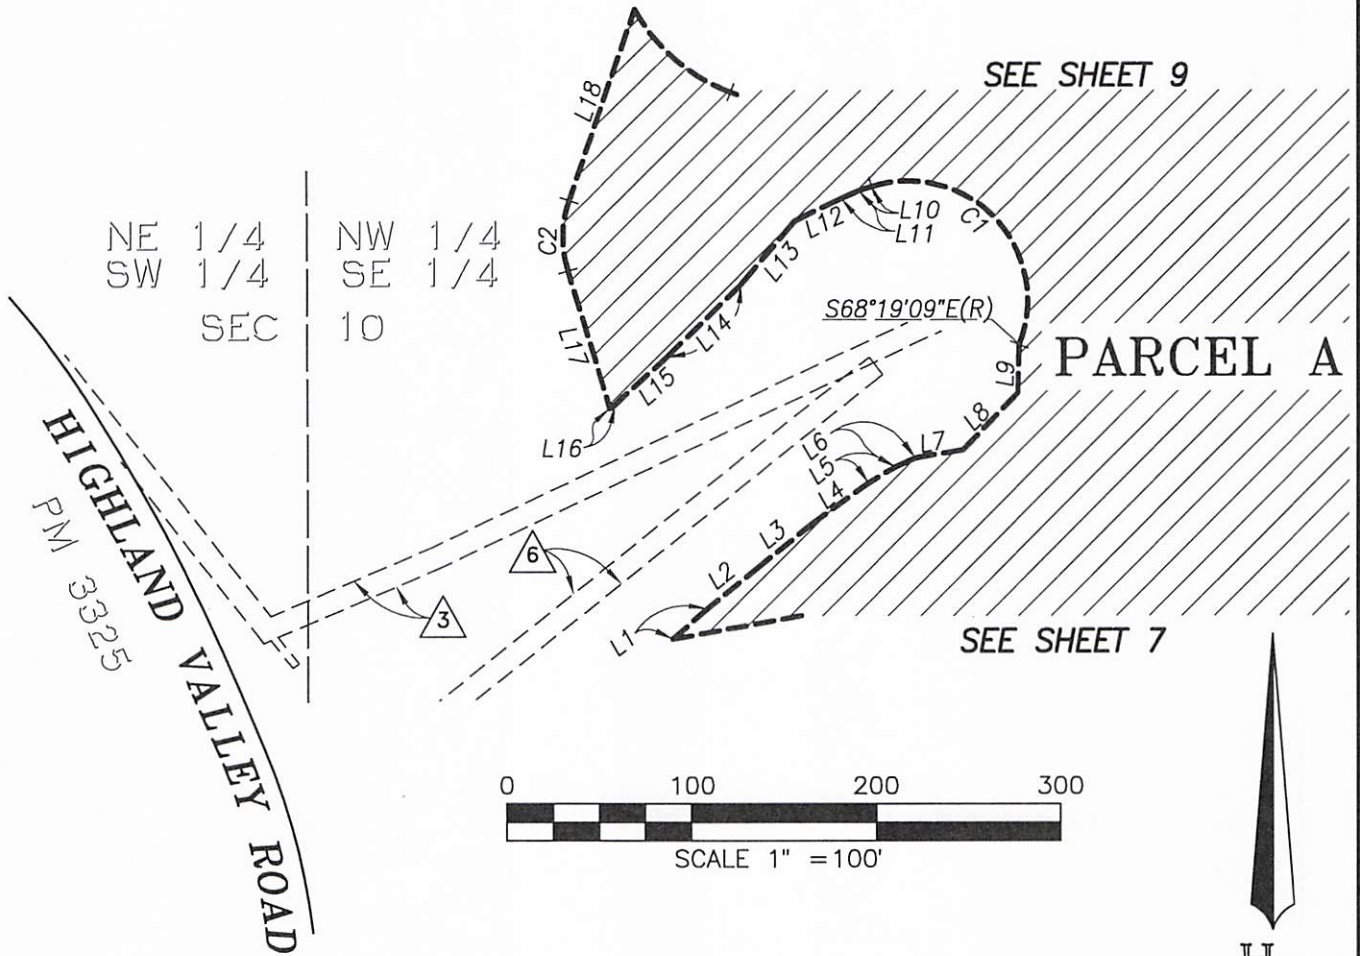 SEE SHEET 9
L18
L10
L11
L12
C1
NE 1/4
NW 1/4
SW 1/4
SE 1/4
C2
L13
SEC 10
S68°19'09"E(R)
L14
L17
PARCEL A
L15
L9
L16
L8
L7
L6
L5
L4
HIGHLAND VALLEY ROAD
PM 3325
L3
6
L2
3
L1
SEE SHEET 7
0 100 200 300
SCALE 1" =100'